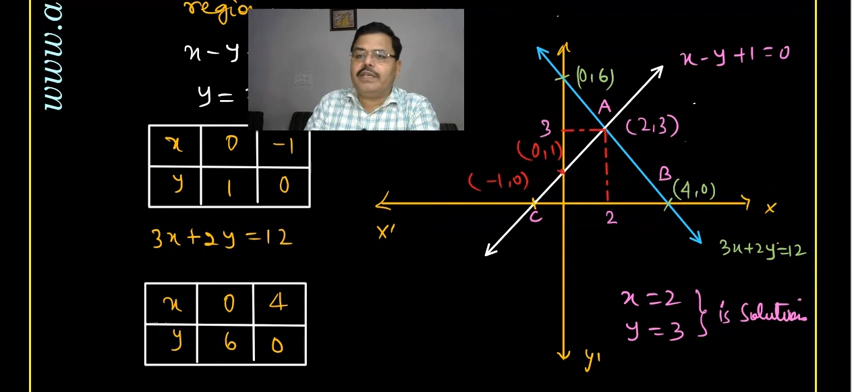 www.a
region
x-y
y=
x 0 -1
y 1 0
3x+2y=12
x 0 4
y 6 0
x-y+1=0
(0,6)
A
3
(2,3)
(0,1)
(-1,0)
B
(4,0)
C
2
x
x'
3x+2y=12
y'
x=2
y=3
} is Solution